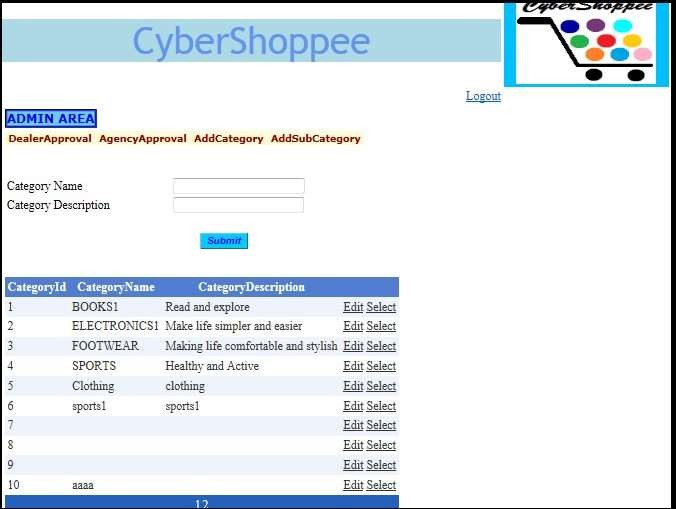 CyberShoppee
CyberShoppee
Logout
ADMIN AREA
DealerApproval AgencyApproval AddCategory AddSubCategory
Category Name
Category Description
Submit
CategoryId CategoryName CategoryDescription
1 BOOKS1 Read and explore Edit Select
2 ELECTRONICS1 Make life simpler and easier Edit Select
3 FOOTWEAR Making life comfortable and stylish Edit Select
4 SPORTS Healthy and Active Edit Select
5 Clothing clothing Edit Select
6 sports1 sports1 Edit Select
7 Edit Select
8 Edit Select
9 Edit Select
10 aaaa Edit Select
12